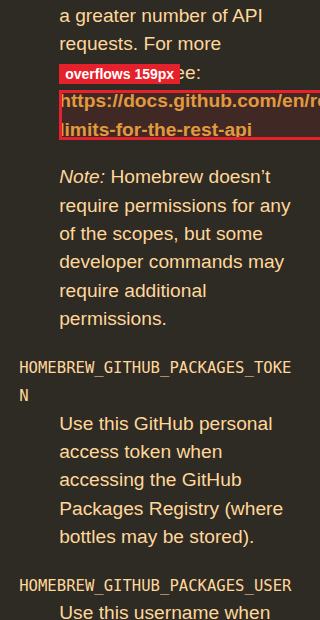 a greater number of API
requests. For more
overflows 159px ee:
https://docs.github.com/en/re
limits-for-the-rest-api
Note: Homebrew doesn’t
require permissions for any
of the scopes, but some
developer commands may
require additional
permissions.
HOMEBREW_GITHUB_PACKAGES_TOKE
N
Use this GitHub personal
access token when
accessing the GitHub
Packages Registry (where
bottles may be stored).
HOMEBREW_GITHUB_PACKAGES_USER
Use this username when